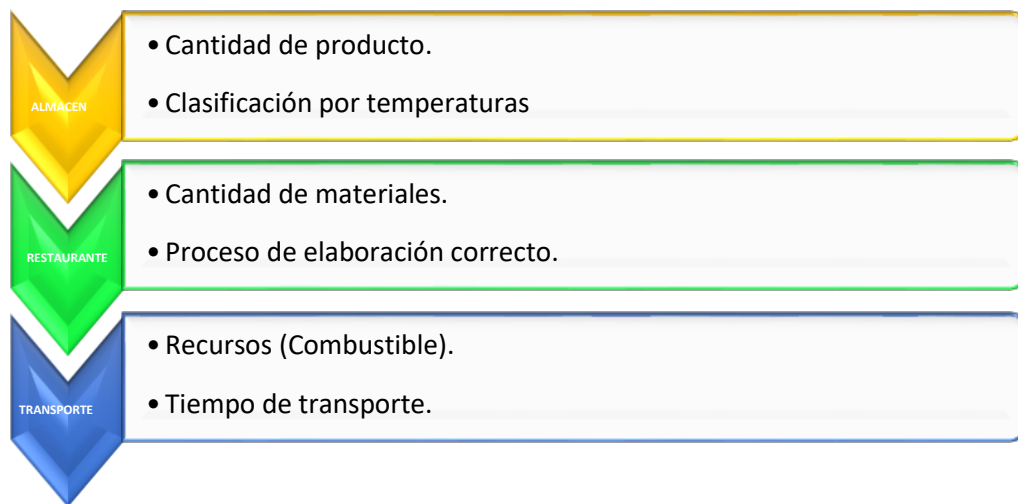 ALMACEN
• Cantidad de producto.
• Clasificación por temperaturas
RESTAURANTE
• Cantidad de materiales.
• Proceso de elaboración correcto.
TRANSPORTE
• Recursos (Combustible).
• Tiempo de transporte.